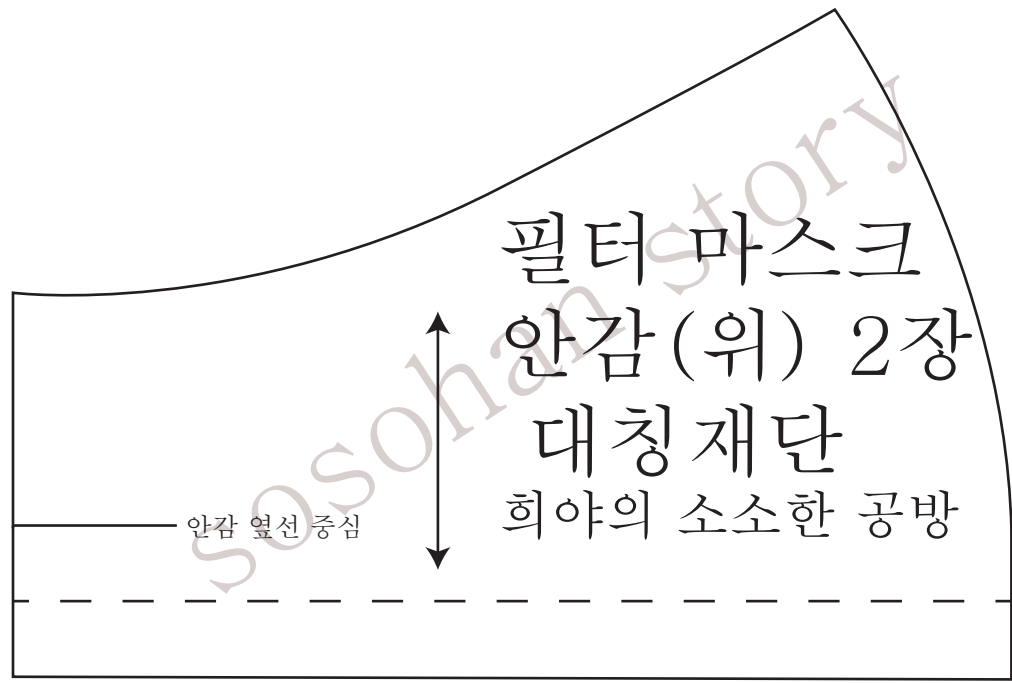 필터 마스크
안감(위) 2장
대칭재단
희야의 소소한 공방
안감 옆선 중심
sosohan story